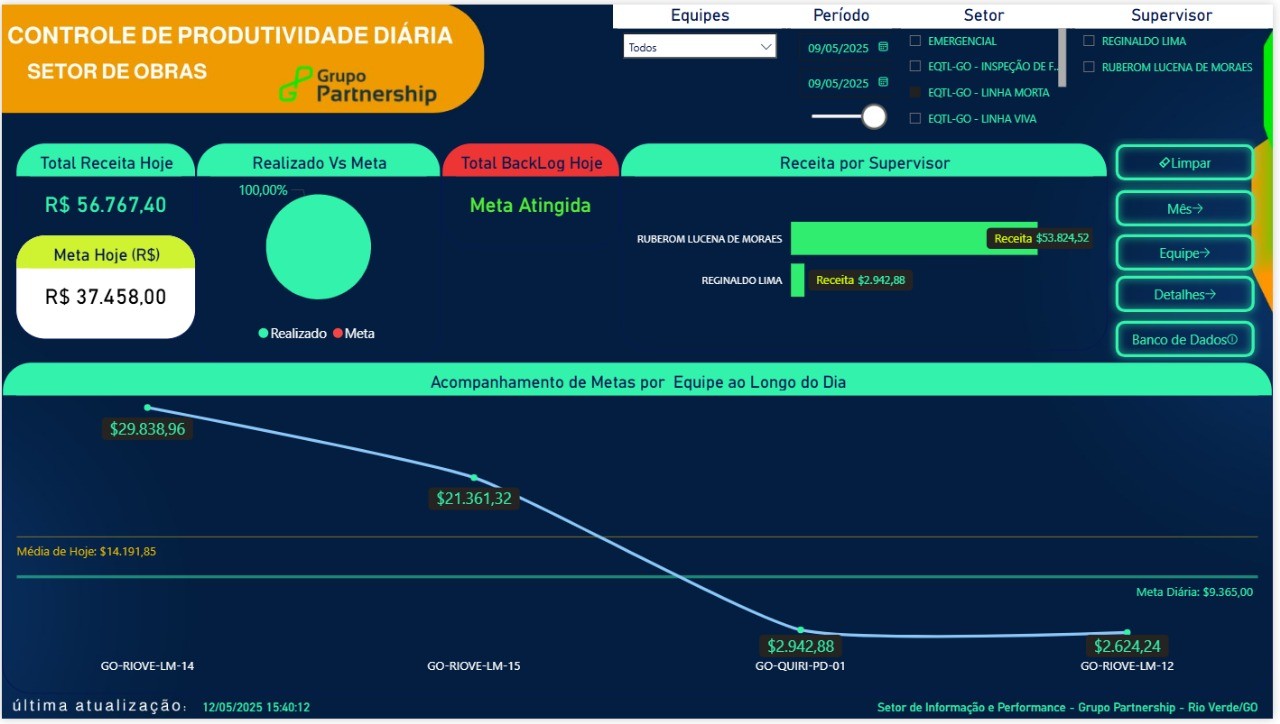 CONTROLE DE PRODUTIVIDADE DIÁRIA
SETOR DE OBRAS
Grupo
Partnership
Equipes
Todos
Período
09/05/2025
09/05/2025
Setor
EMERGENCIAL
EQTL-GO - INSPEÇÃO DE F...
EQTL-GO - LINHA MORTA
EQTL-GO - LINHA VIVA
Supervisor
REGINALDO LIMA
RUBEROM LUCENA DE MORAES
Total Receita Hoje
R$ 56.767,40
Meta Hoje (R$)
R$ 37.458,00
Realizado Vs Meta
100,00%
Realizado Meta
Total BackLog Hoje
Meta Atingida
Receita por Supervisor
RUBEROM LUCENA DE MORAES Receita $53.824,52
REGINALDO LIMA Receita $2.942,88
Limpar
Mês
Equipe
Detalhes
Banco de Dados
Acompanhamento de Metas por Equipe ao Longo do Dia
$29.838,96
$21.361,32
Média de Hoje: $14.191,85
Meta Diária: $9.365,00
$2.942,88
$2.624,24
GO-RIOVE-LM-14
GO-RIOVE-LM-15
GO-QUIRI-PD-01
GO-RIOVE-LM-12
última atualização: 12/05/2025 15:40:12
Setor de Informação e Performance - Grupo Partnership - Rio Verde/GO